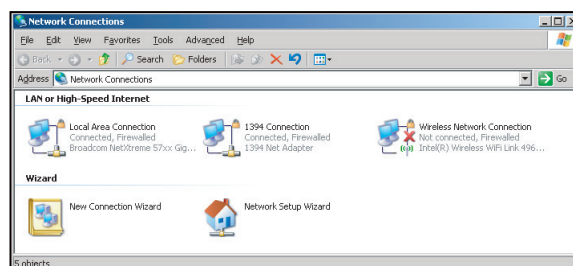 Network Connections
File Edit View Favorites Tools Advanced Help
Back Search Folders
Address Network Connections Go
LAN or High-Speed Internet
Local Area Connection
Connected, Firewalled
Broadcom NetXtreme 57xx Gig...
1394 Connection
Connected, Firewalled
1394 Net Adapter
Wireless Network Connection
Not connected, Firewalled
Intel(R) Wireless WiFi Link 496...
Wizard
New Connection Wizard
Network Setup Wizard
5 objects